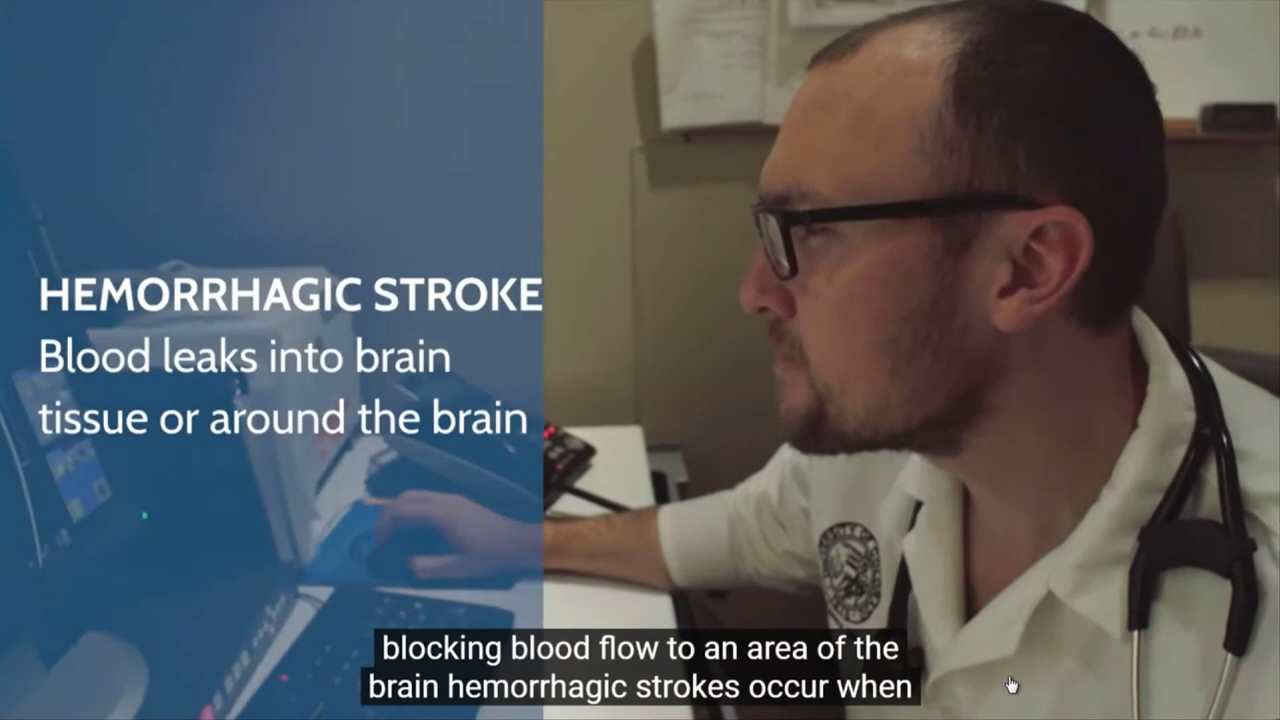 HEMORRHAGIC STROKE
Blood leaks into brain
tissue or around the brain
blocking blood flow to an area of the
brain hemorrhagic strokes occur when